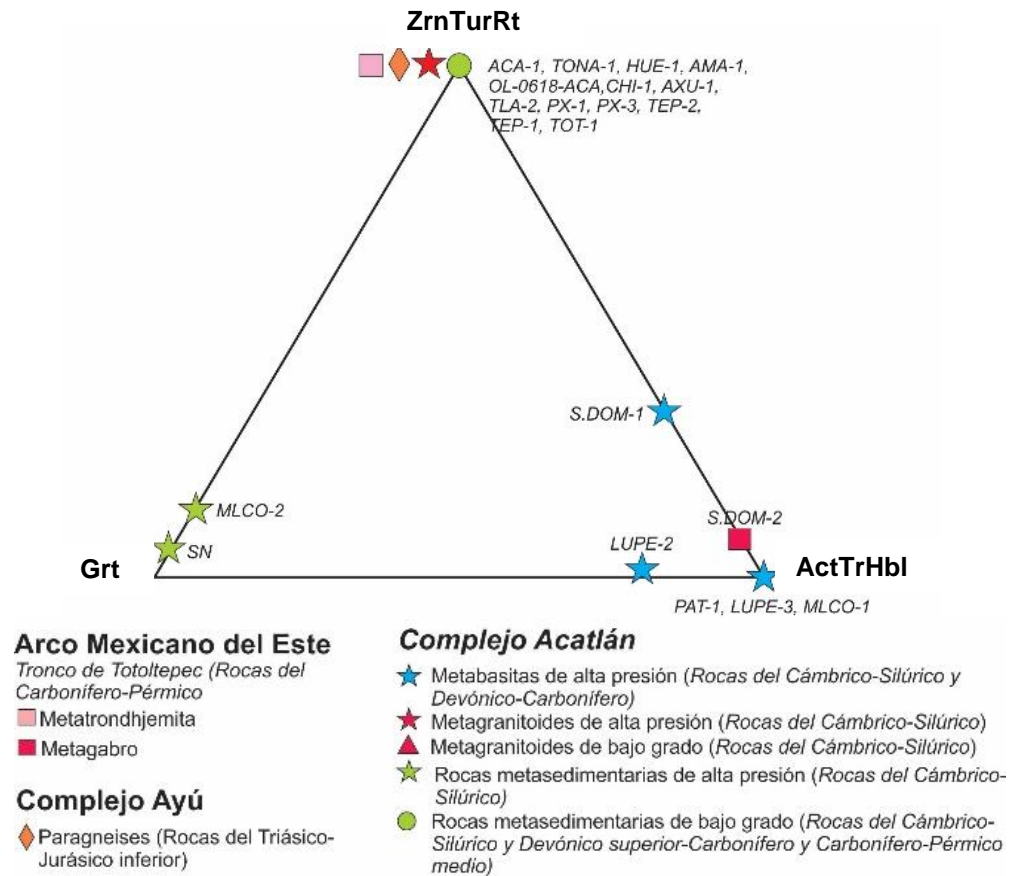 ZrnTurRt
ACA-1, TONA-1, HUE-1, AMA-1,
OL-0618-ACA,CHI-1, AXU-1,
TLA-2, PX-1, PX-3, TEP-2,
TEP-1, TOT-1
S.DOM-1
MLCO-2
S.DOM-2
SN
LUPE-2
Grt
ActTrHbl
PAT-1, LUPE-3, MLCO-1
Arco Mexicano del Este
Tronco de Totoltepec (Rocas del
Carbonífero-Pérmico
Metatrondhjemita
Metagabro
Complejo Ayú
Paragneises (Rocas del Triásico-
Jurásico inferior)
Complejo Acatlán
Metabasitas de alta presión (Rocas del Cámbrico-Silúrico y
Devónico-Carbonífero)
Metagranitoides de alta presión (Rocas del Cámbrico-Silúrico)
Metagranitoides de bajo grado (Rocas del Cámbrico-Silúrico)
Rocas metasedimentarias de alta presión (Rocas del Cámbrico-
Silúrico)
Rocas metasedimentarias de bajo grado (Rocas del Cámbrico-
Silúrico y Devónico superior-Carbonífero y Carbonífero-Pérmico
medio)